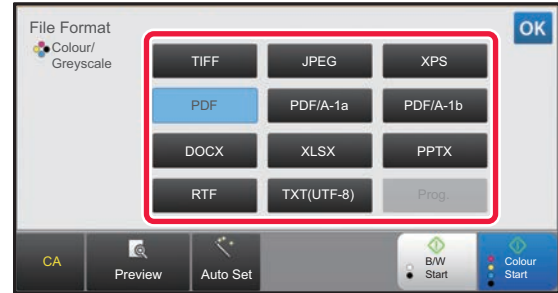 File Format
OK
Colour/
Greyscale
TIFF
JPEG
XPS
PDF
PDF/A-1a
PDF/A-1b
DOCX
XLSX
PPTX
RTF
TXT(UTF-8)
Prog.
CA
Preview
Auto Set
B/W
Start
Colour
Start